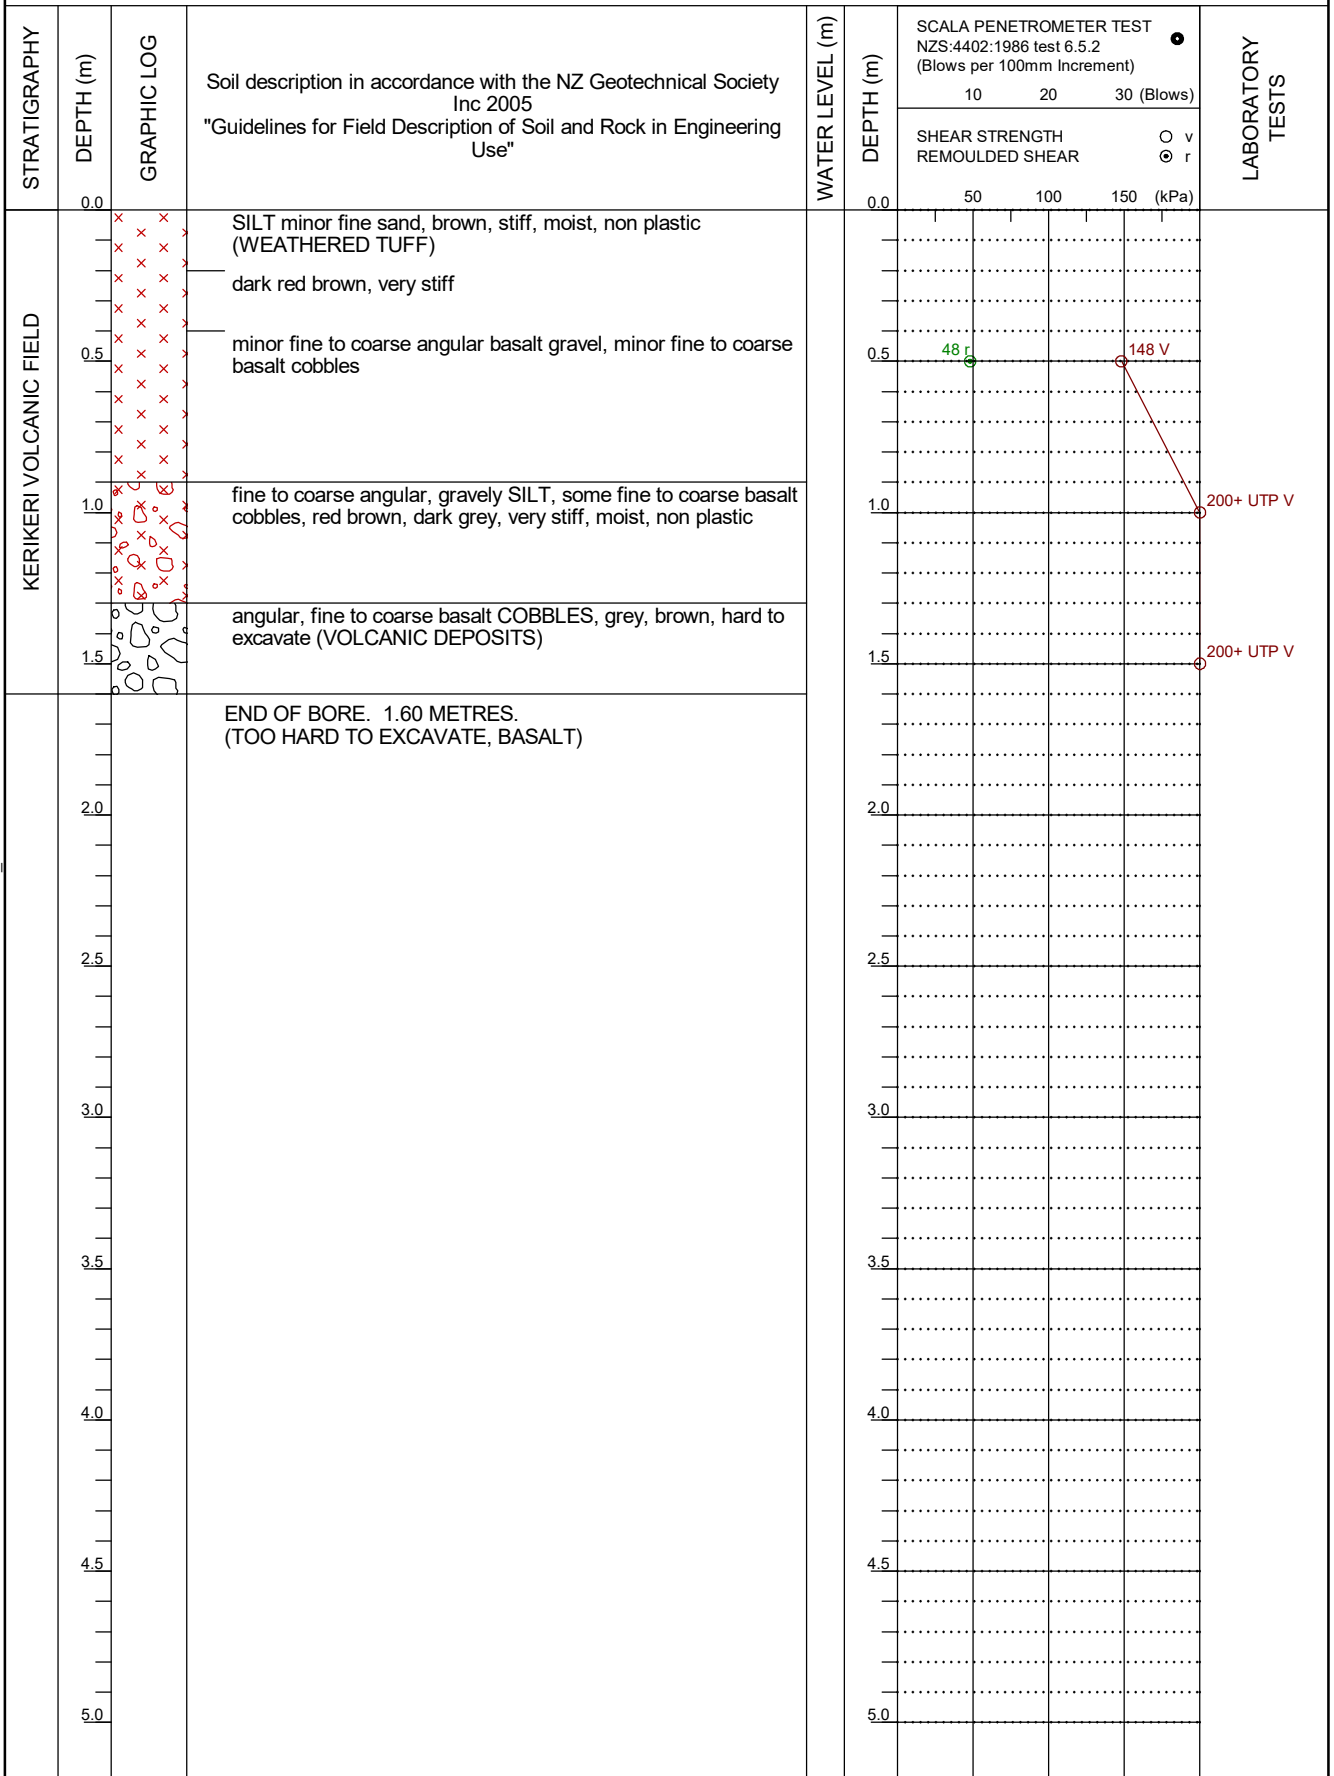 STRATIGRAPHY
DEPTH (m)
GRAPHIC LOG
Soil description in accordance with the NZ Geotechnical Society
Inc 2005
"Guidelines for Field Description of Soil and Rock in Engineering
Use"
WATER LEVEL (m)
DEPTH (m)
SCALA PENETROMETER TEST
NZS:4402:1986 test 6.5.2
(Blows per 100mm Increment)
10 20 30 (Blows)
SHEAR STRENGTH v
REMOULDED SHEAR r
50 100 150 (kPa)
LABORATORY
TESTS
0.0 0.0
KERIKERI VOLCANIC FIELD
SILT minor fine sand, brown, stiff, moist, non plastic
(WEATHERED TUFF)
dark red brown, very stiff
minor fine to coarse angular basalt gravel, minor fine to coarse
basalt cobbles
0.5 0.5
48 r 148 V
fine to coarse angular, gravely SILT, some fine to coarse basalt
cobbles, red brown, dark grey, very stiff, moist, non plastic
1.0 1.0
200+ UTP V
angular, fine to coarse basalt COBBLES, grey, brown, hard to
excavate (VOLCANIC DEPOSITS)
1.5 1.5
200+ UTP V
END OF BORE. 1.60 METRES.
(TOO HARD TO EXCAVATE, BASALT)
2.0 2.0
2.5 2.5
3.0 3.0
3.5 3.5
4.0 4.0
4.5 4.5
5.0 5.0